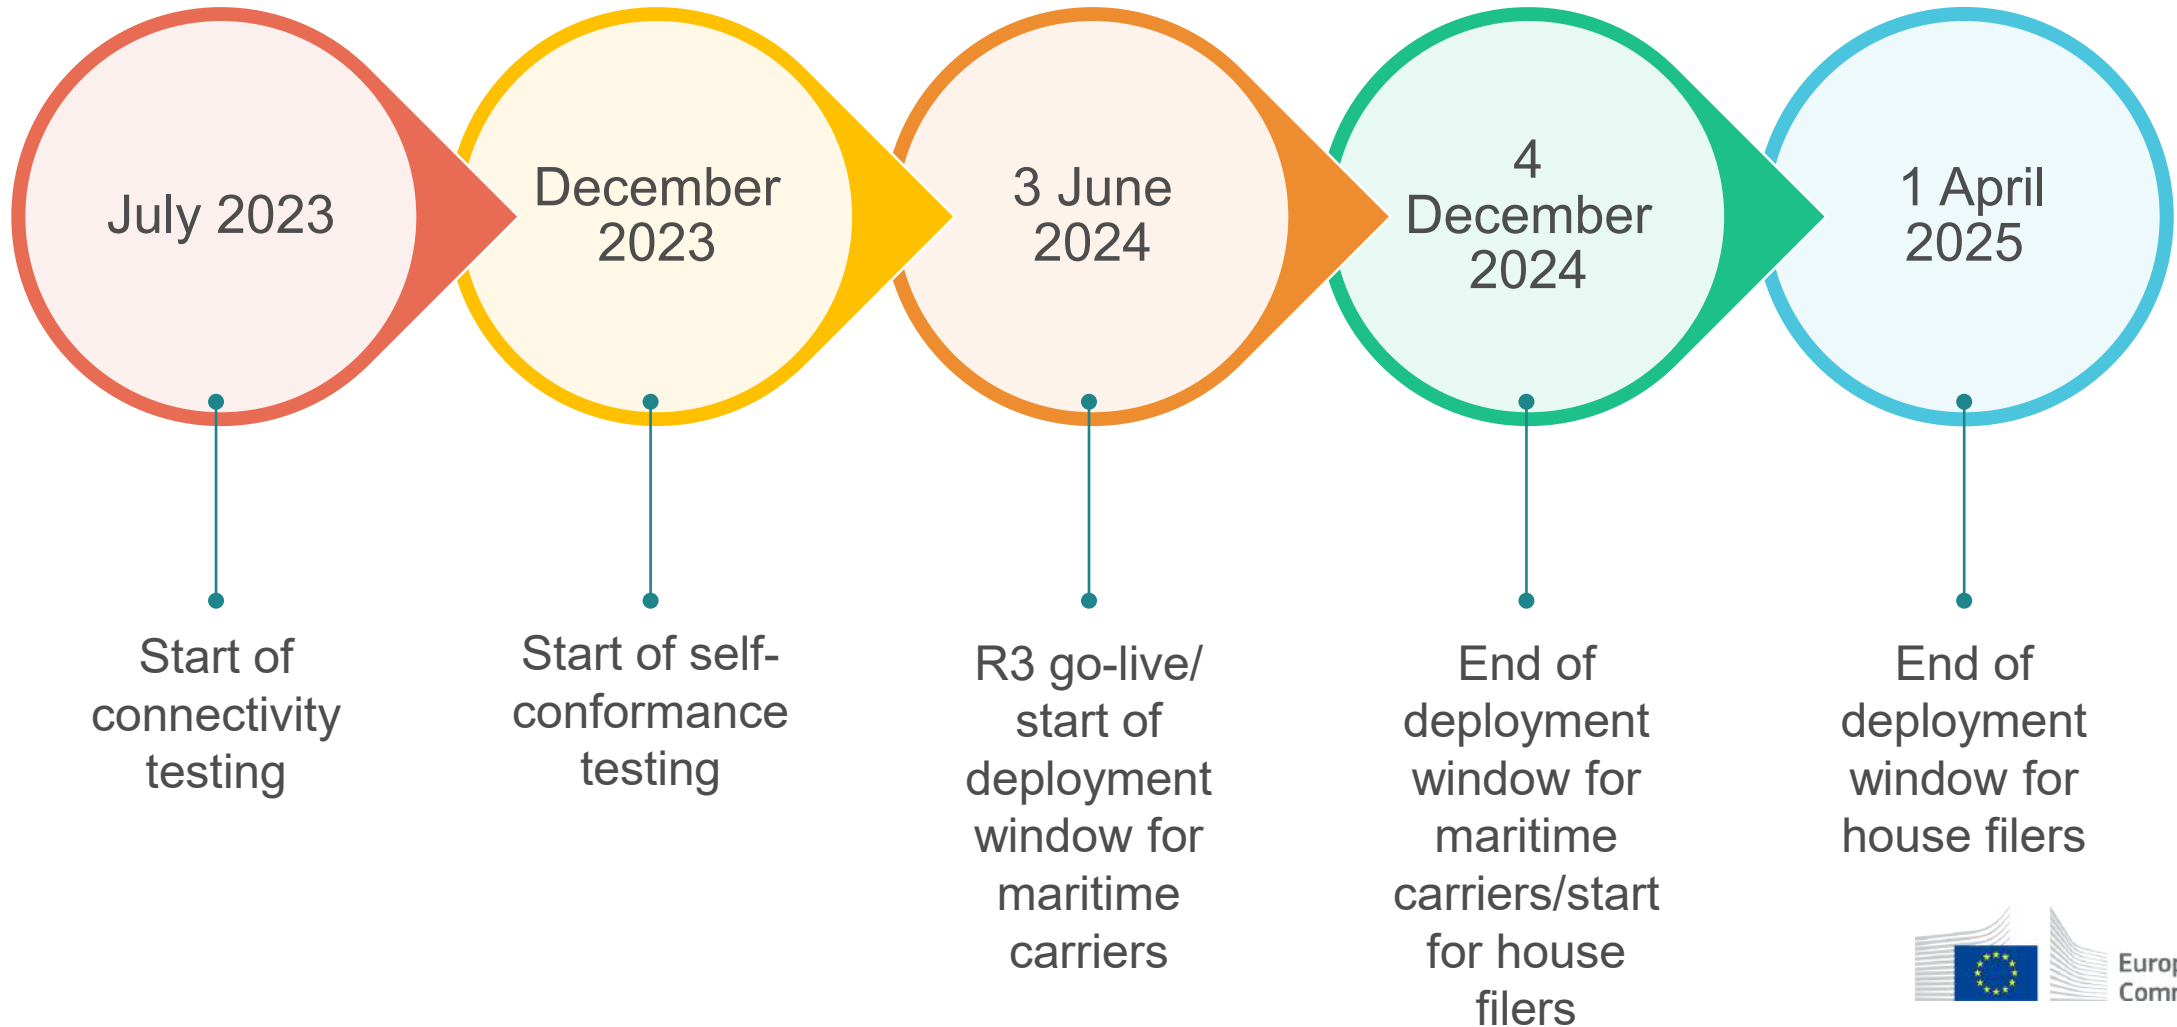 July 2023
December
2023
3 June
2024
4
December
2024
1 April
2025
Start of
connectivity
testing
Start of self-
conformance
testing
R3 go-live/
start of
deployment
window for
maritime
carriers
End of
deployment
window for
maritime
carriers/start
for house
filers
End of
deployment
window for
house filers